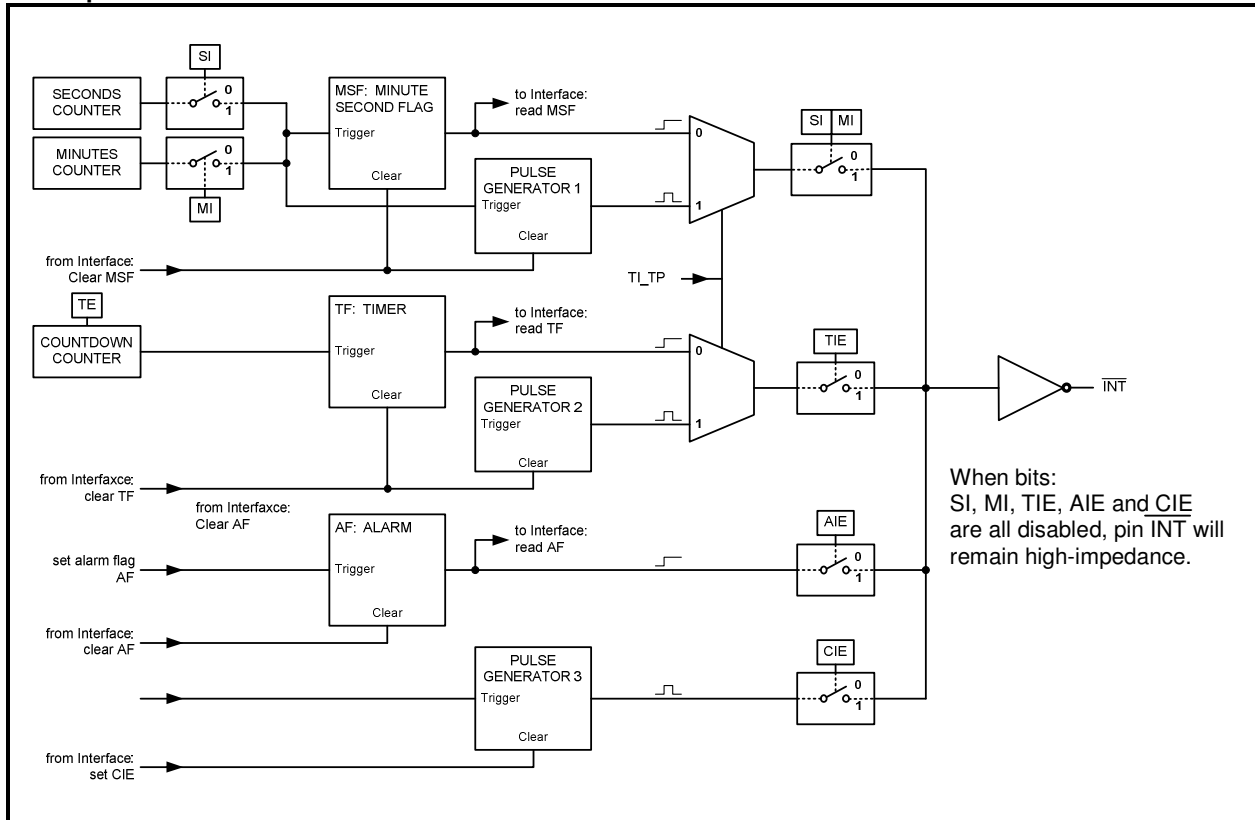 SI
SECONDS
COUNTER
0
1
MINUTES
COUNTER
0
1
MI
MSF: MINUTE
SECOND FLAG
Trigger
Clear
to Interface:
read MSF
PULSE
GENERATOR 1
Trigger
Clear
0
1
SI MI
0
1
from Interface:
Clear MSF
TI_TP
TE
COUNTDOWN
COUNTER
TF: TIMER
Trigger
Clear
to Interface:
read TF
PULSE
GENERATOR 2
Trigger
Clear
0
1
TIE
0
1
INT
from Interfaxce:
clear TF
from Interfaxce:
Clear AF
When bits:
SI, MI, TIE, AIE and CIE
are all disabled, pin INT will
remain high-impedance.
set alarm flag
AF
AF: ALARM
Trigger
Clear
to Interface:
read AF
AIE
0
1
from Interface:
clear AF
PULSE
GENERATOR 3
Trigger
Clear
CIE
0
1
from Interface:
set CIE